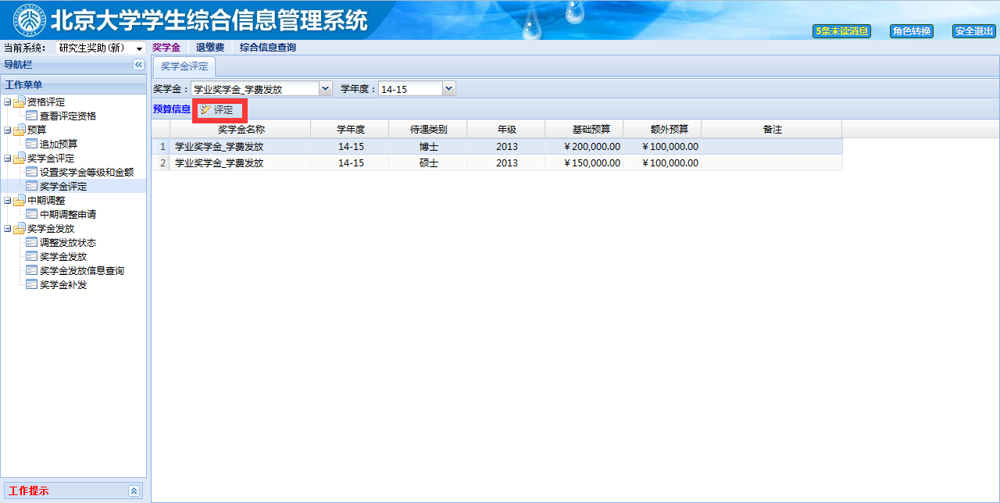 北京大学学生综合信息管理系统
5条未读消息 角色转换 安全退出
当前系统： 研究生奖助(新) 奖学金 退缴费 综合信息查询
导航栏
奖学金评定
工作菜单
奖学金： 学业奖学金_学费发放 学年度： 14-15
预算信息 评定
资格评定
查看评定资格
预算
追加预算
奖学金评定
设置奖学金等级和金额
奖学金评定
中期调整
中期调整申请
奖学金发放
调整发放状态
奖学金发放
奖学金发放信息查询
奖学金补发
奖学金名称 学年度 待遇类别 年级 基础预算 额外预算 备注
1 学业奖学金_学费发放 14-15 博士 2013 ￥200,000.00 ￥100,000.00
2 学业奖学金_学费发放 14-15 硕士 2013 ￥150,000.00 ￥100,000.00
工作提示